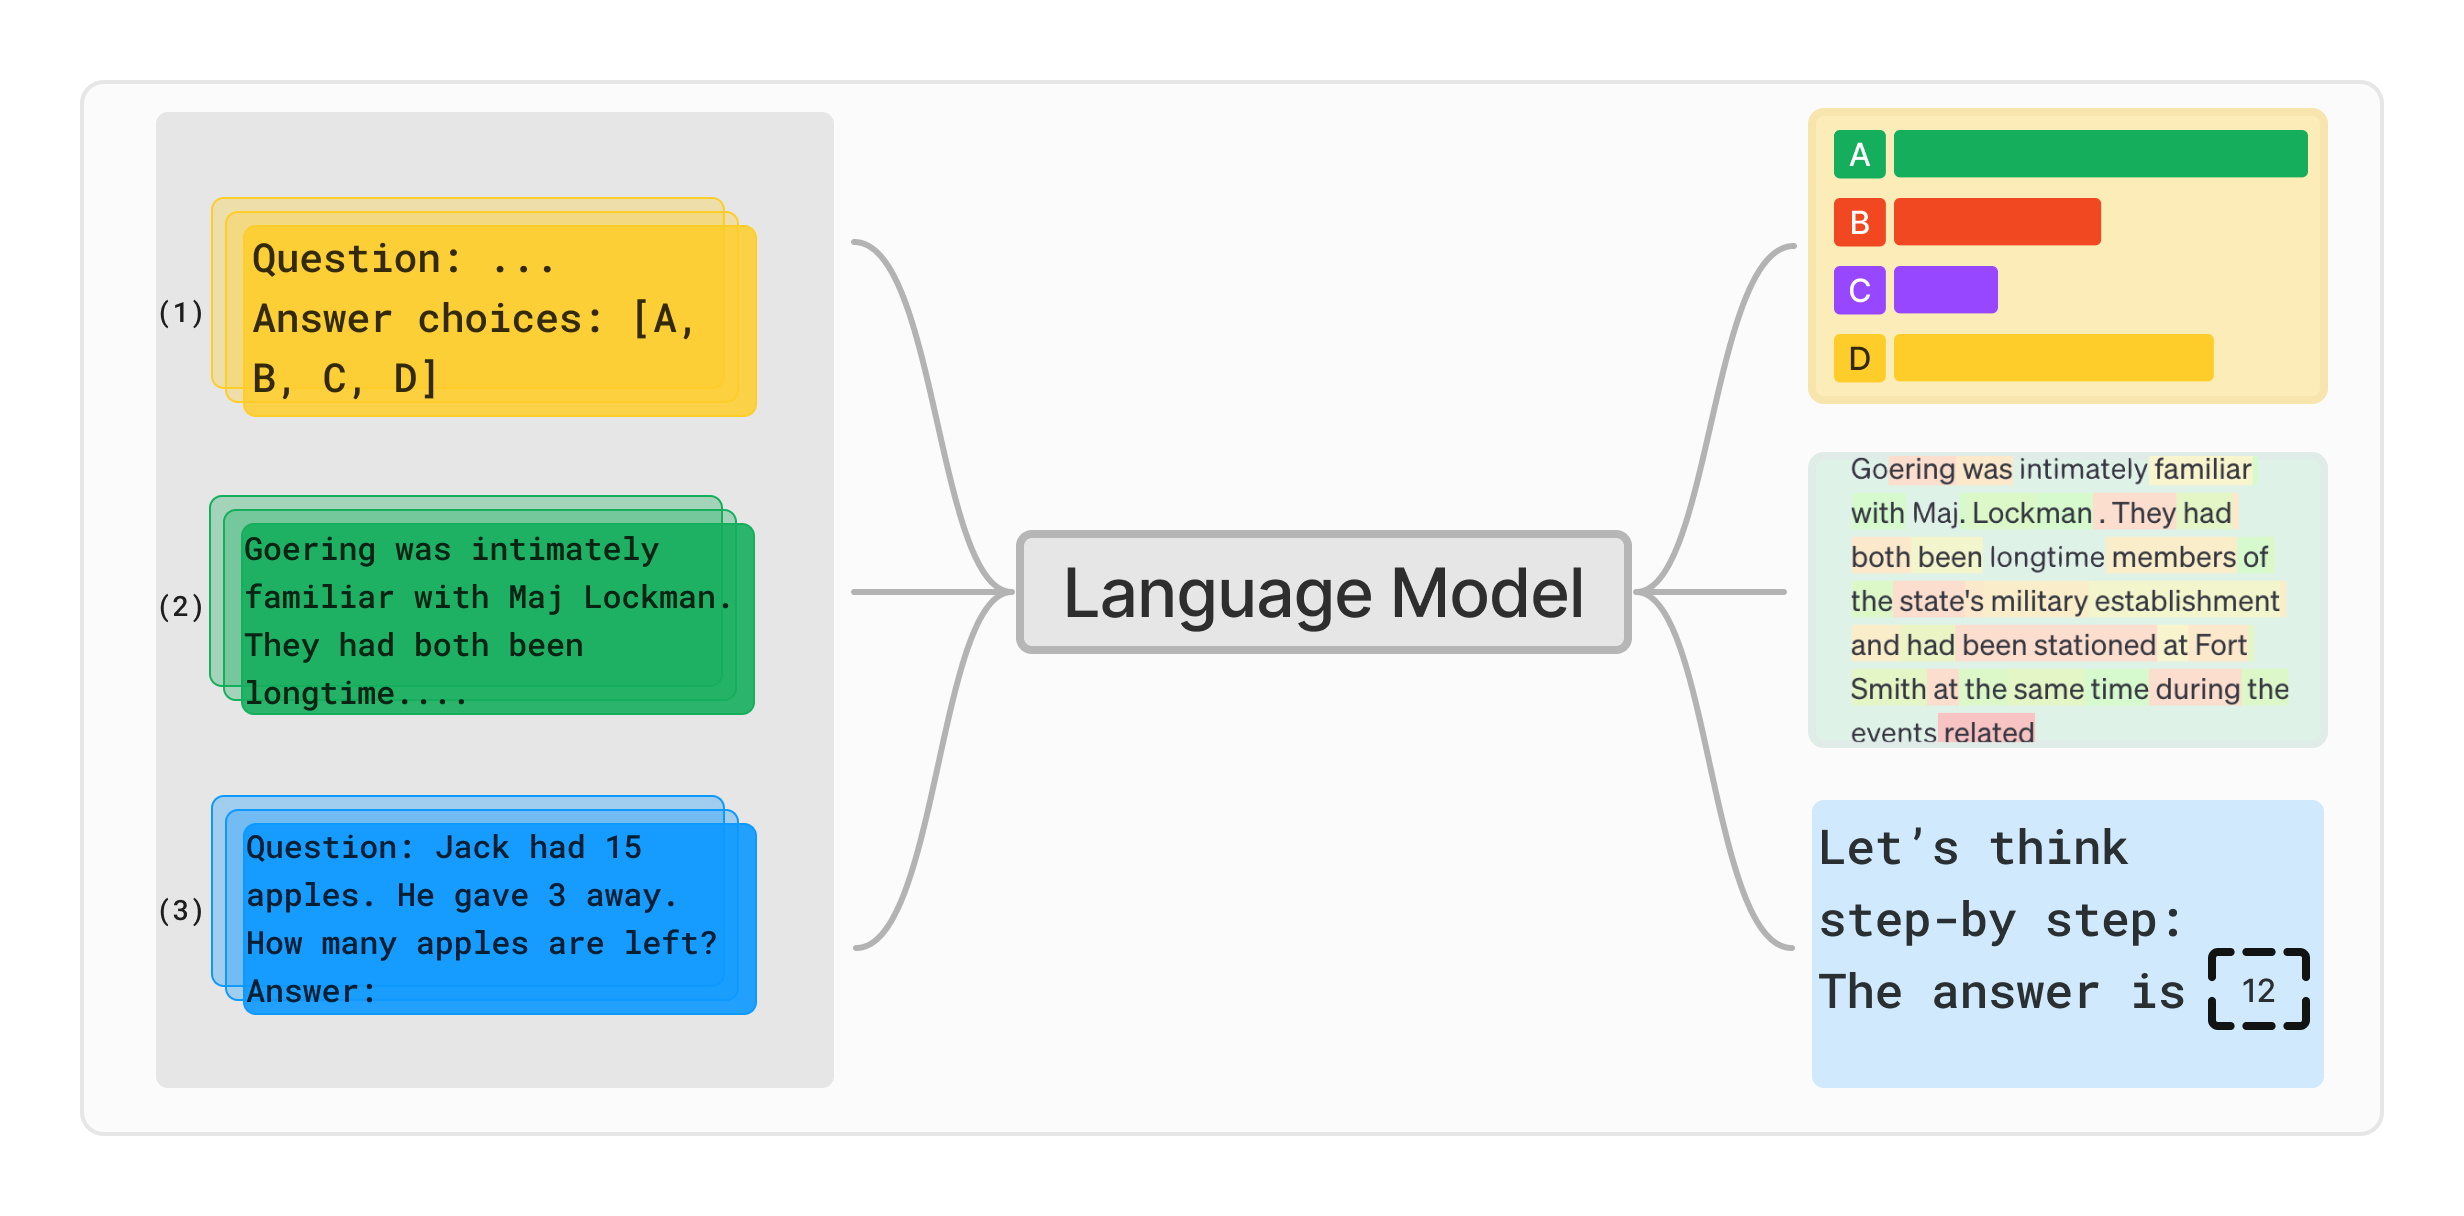 (1)
Question: ...
Answer choices: [A,
B, C, D]
(2)
Goering was intimately
familiar with Maj Lockman.
They had both been
longtime....
(3)
Question: Jack had 15
apples. He gave 3 away.
How many apples are left?
Answer:
Language Model
A
B
C
D
Goering was intimately familiar
with Maj. Lockman . They had
both been longtime members of
the state's military establishment
and had been stationed at Fort
Smith at the same time during the
events related
Let’s think
step-by step:
The answer is 12